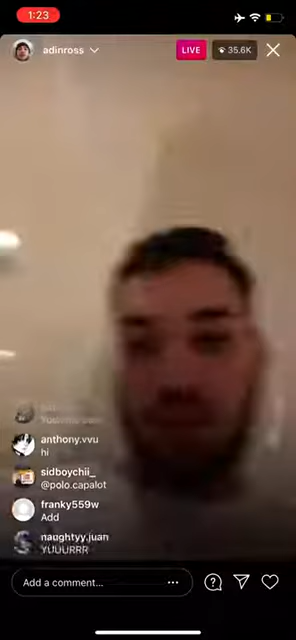 1:23
adinross
LIVE
35.6K
anthony.vvu
hi
sidboychii_
@polo.capalot
franky559w
Add
naughtyy.juan
YUUURRR
Add a comment...